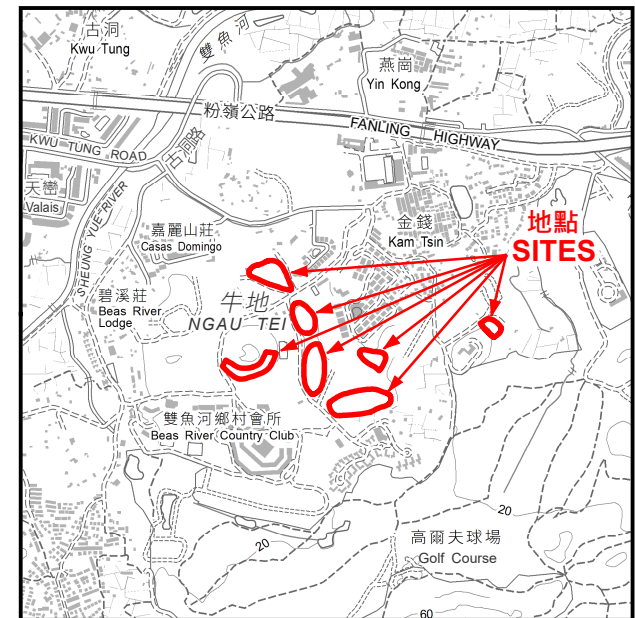 古洞
Kwu Tung
雙魚河
燕崗
Yin Kong
粉嶺公路
FANLING HIGHWAY
KWU TUNG ROAD
古洞路
天巒
Valais
SHEUNG YUE RIVER
嘉麗山莊
Casas Domingo
金錢
Kam Tsin
地點
SITES
碧溪莊
Beas River
Lodge
牛地
NGAU TEI
雙魚河鄉村會所
Beas River Country Club
20
20
高爾夫球場
Golf Course
60